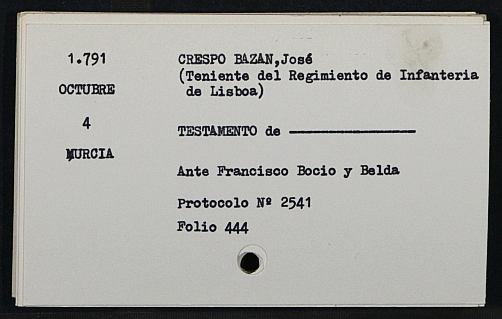 1.791
OCTUBRE
4
MURCIA
CRESPO BAZAN,José
(Teniente del Regimiento de Infanteria
de Lisboa)
TESTAMENTO de ————————
Ante Francisco Bocio y Belda
Protocolo Nº 2541
Folio 444